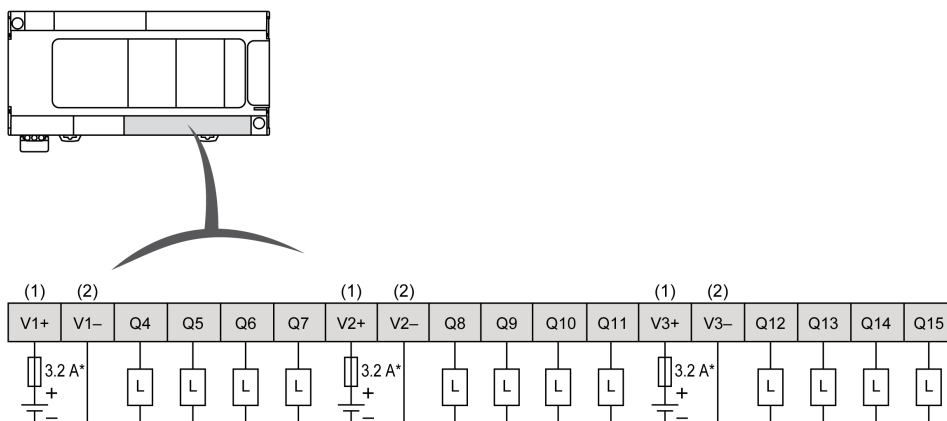 (1) (2) (1) (2) (1) (2)
V1+ V1– Q4 Q5 Q6 Q7 V2+ V2– Q8 Q9 Q10 Q11 V3+ V3– Q12 Q13 Q14 Q15
3.2 A* L L L L 3.2 A* L L L L 3.2 A* L L L L
+ + +
– – –